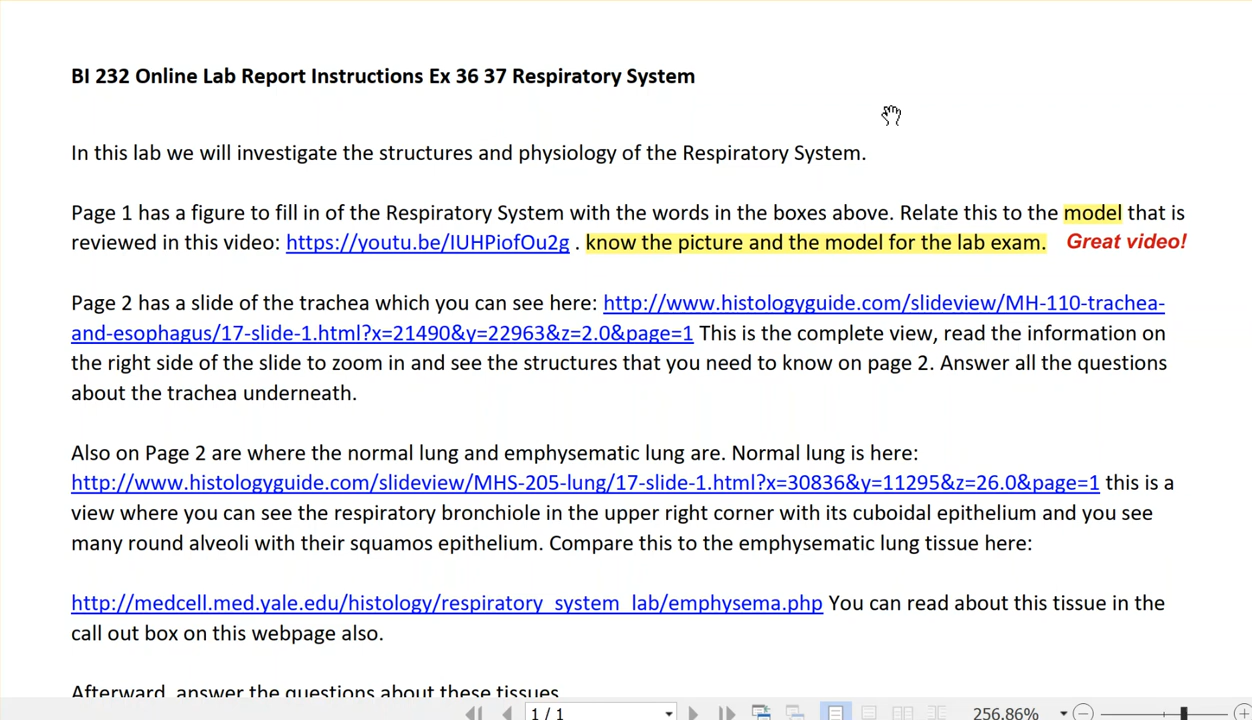 BI 232 Online Lab Report Instructions Ex 36 37 Respiratory System
In this lab we will investigate the structures and physiology of the Respiratory System.
Page 1 has a figure to fill in of the Respiratory System with the words in the boxes above. Relate this to the model that is
reviewed in this video: https://youtu.be/IUHPiofOu2g . know the picture and the model for the lab exam. Great video!
Page 2 has a slide of the trachea which you can see here: http://www.histologyguide.com/slideview/MH-110-trachea-
and-esophagus/17-slide-1.html?x=21490&y=22963&z=2.0&page=1 This is the complete view, read the information on
the right side of the slide to zoom in and see the structures that you need to know on page 2. Answer all the questions
about the trachea underneath.
Also on Page 2 are where the normal lung and emphysematic lung are. Normal lung is here:
http://www.histologyguide.com/slideview/MHS-205-lung/17-slide-1.html?x=30836&y=11295&z=26.0&page=1 this is a
view where you can see the respiratory bronchiole in the upper right corner with its cuboidal epithelium and you see
many round alveoli with their squamos epithelium. Compare this to the emphysematic lung tissue here:
http://medcell.med.yale.edu/histology/respiratory_system_lab/emphysema.php You can read about this tissue in the
call out box on this webpage also.
Afterward, answer the questions about these tissues
1 / 1 256.86%